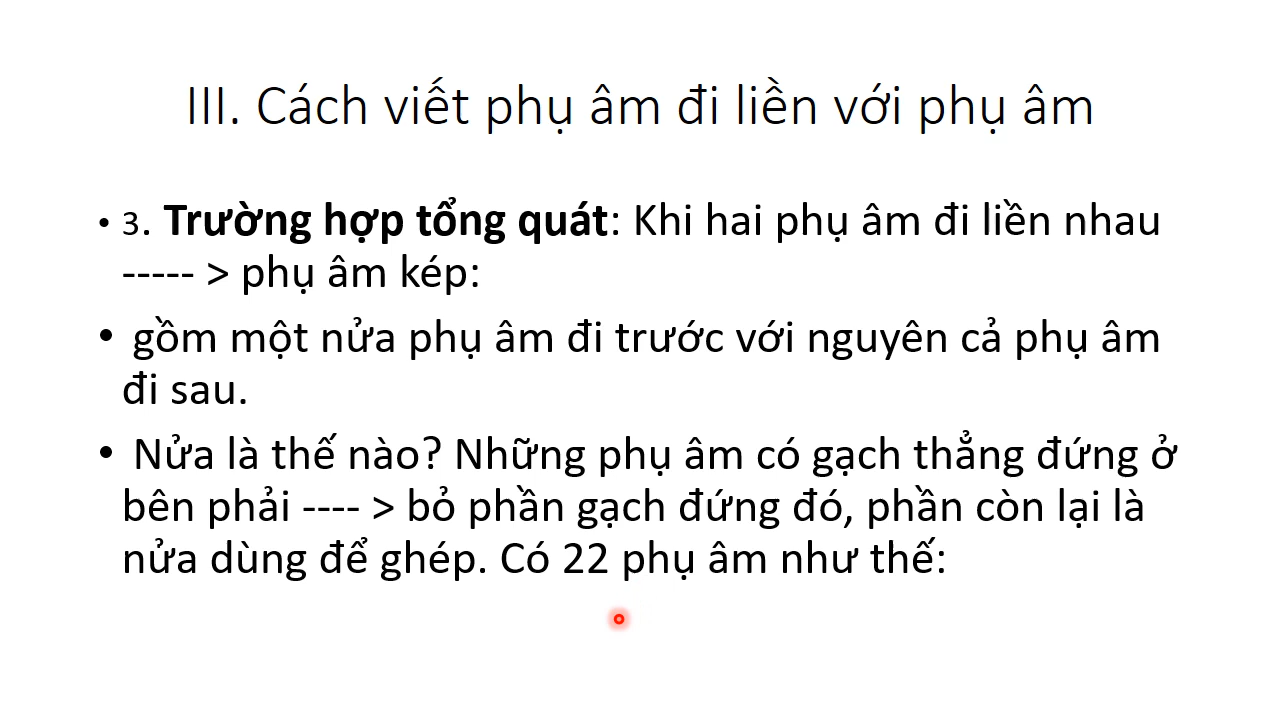 III. Cách viết phụ âm đi liền với phụ âm
• 3. Trường hợp tổng quát: Khi hai phụ âm đi liền nhau
----- > phụ âm kép:
• gồm một nửa phụ âm đi trước với nguyên cả phụ âm
đi sau.
• Nửa là thế nào? Những phụ âm có gạch thẳng đứng ở
bên phải ---- > bỏ phần gạch đứng đó, phần còn lại là
nửa dùng để ghép. Có 22 phụ âm như thế: